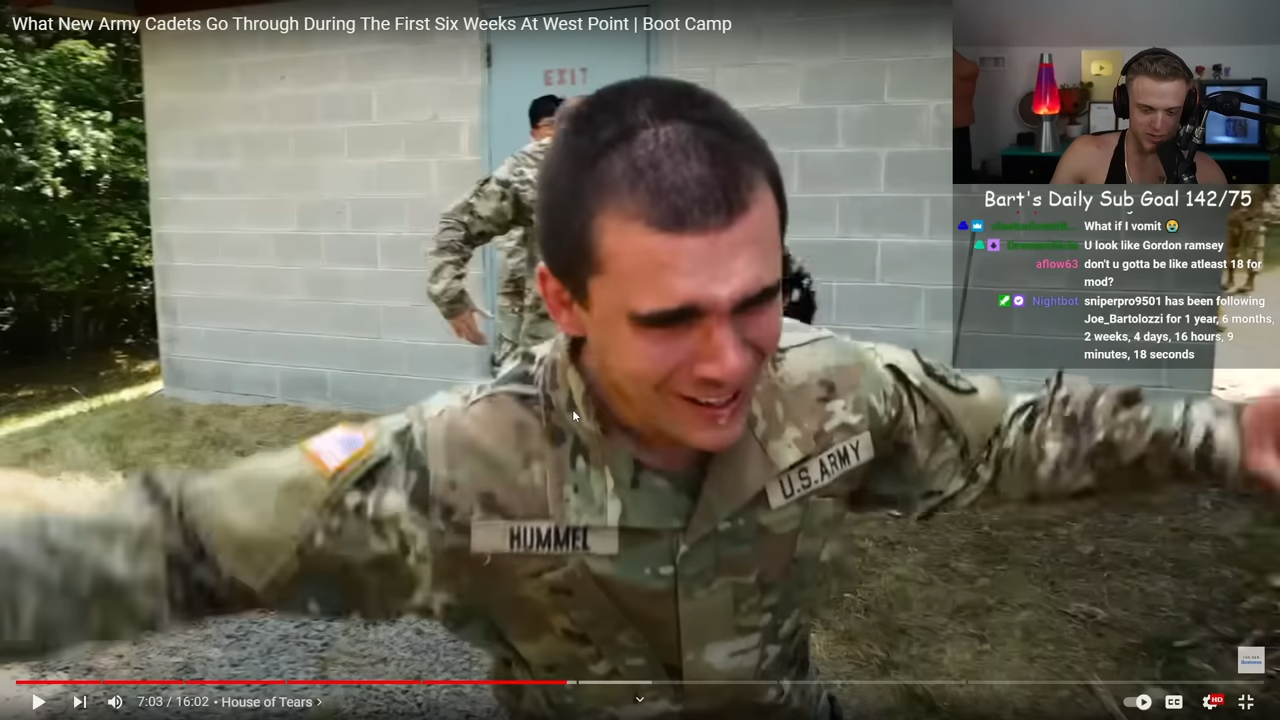 What New Army Cadets Go Through During The First Six Weeks At West Point | Boot Camp
EXIT
Bart's Daily Sub Goal 142/75
What if I vomit 😭
U look like Gordon ramsey
aflow63 don't u gotta be like atleast 18 for
mod?
Nightbot sniperpro9501 has been following
Joe_Bartolozzi for 1 year, 6 months,
2 weeks, 4 days, 16 hours, 9
minutes, 18 seconds
U.S. ARMY
HUMMEL
7:03 / 16:02 • House of Tears >
CC
HD